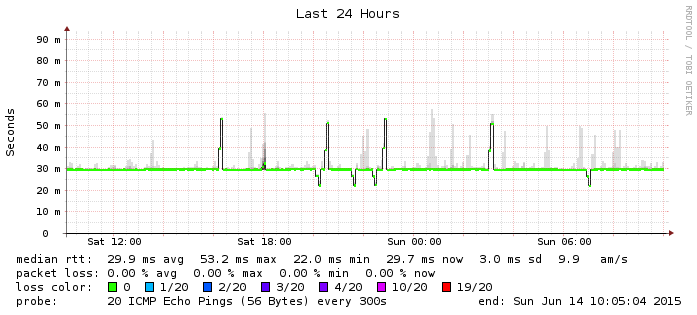 Last 24 Hours
RRDTOOL / TOBI OETIKER
Seconds
90 m
80 m
70 m
60 m
50 m
40 m
30 m
20 m
10 m
0
Sat 12:00 Sat 18:00 Sun 00:00 Sun 06:00
median rtt: 29.9 ms avg 53.2 ms max 22.0 ms min 29.7 ms now 3.0 ms sd 9.9 am/s
packet loss: 0.00 % avg 0.00 % max 0.00 % min 0.00 % now
loss color: 0 1/20 2/20 3/20 4/20 10/20 19/20
probe: 20 ICMP Echo Pings (56 Bytes) every 300s end: Sun Jun 14 10:05:04 2015